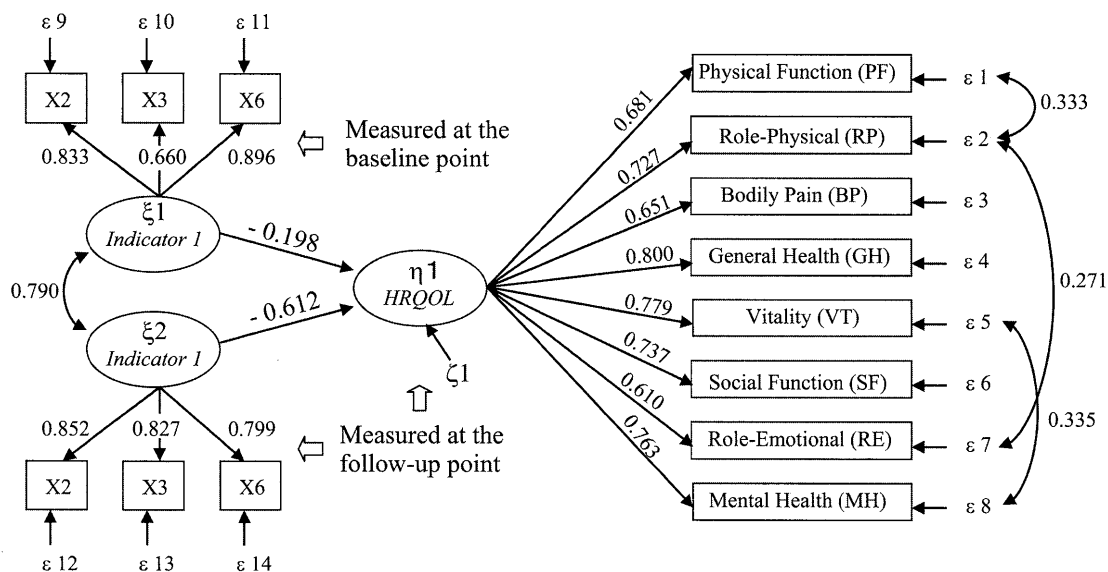 ε 9 ε 10 ε 11
X2 X3 X6
0.833 0.660 0.896
Measured at the
baseline point
ξ1
Indicator 1
- 0.198
0.790
η1
HRQOL
- 0.612
ξ2
Indicator 1
ζ1
0.852 0.827 0.799
Measured at the
follow-up point
X2 X3 X6
ε 12 ε 13 ε 14
0.681
0.727
0.651
0.800
0.779
0.737
0.610
0.763
Physical Function (PF) ε 1
0.333
Role-Physical (RP) ε 2
Bodily Pain (BP) ε 3
General Health (GH) ε 4
0.271
Vitality (VT) ε 5
Social Function (SF) ε 6
0.335
Role-Emotional (RE) ε 7
Mental Health (MH) ε 8